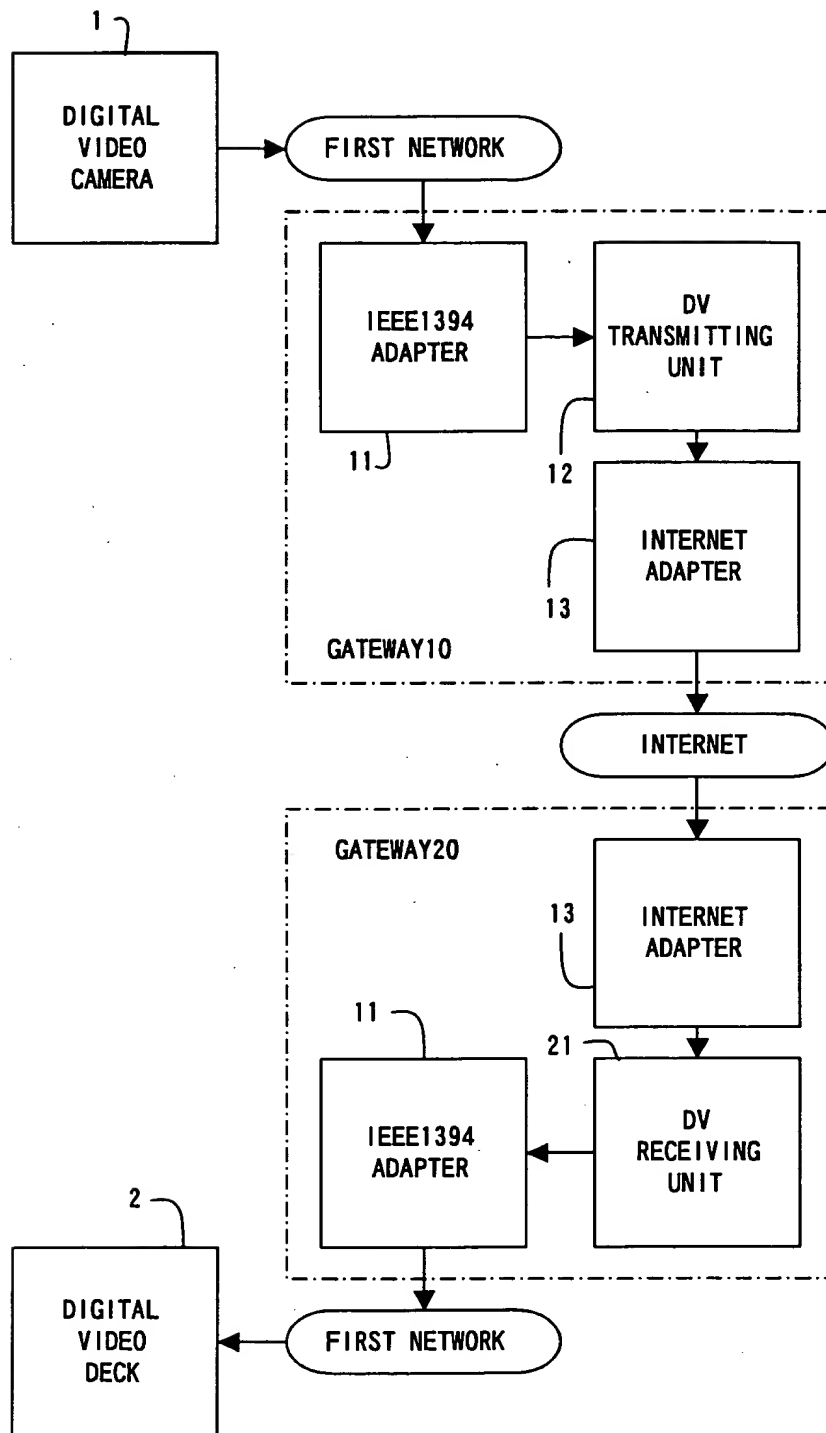 1
DIGITAL
VIDEO
CAMERA
FIRST NETWORK
IEEE1394
ADAPTER
11
DV
TRANSMITTING
UNIT
12
INTERNET
ADAPTER
13
GATEWAY10
INTERNET
GATEWAY20
INTERNET
ADAPTER
13
21
DV
RECEIVING
UNIT
11
IEEE1394
ADAPTER
FIRST NETWORK
2
DIGITAL
VIDEO
DECK